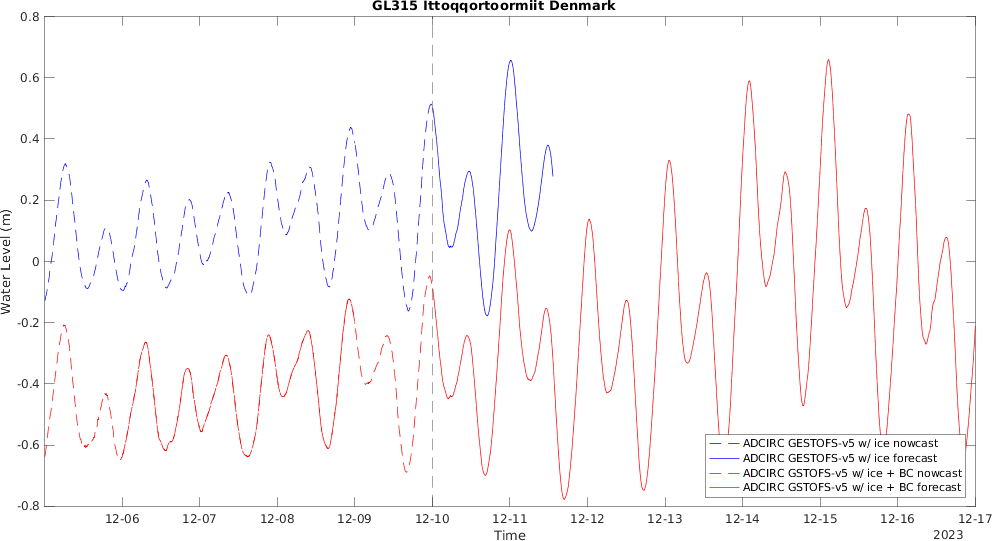 GL315 Ittoqqortoormiit Denmark
0.8
0.6
0.4
0.2
0
-0.2
-0.4
-0.6
-0.8
Water Level (m)
ADCIRC GESTOFS-v5 w/ ice nowcast
ADCIRC GESTOFS-v5 w/ ice forecast
ADCIRC GSTOFS-v5 w/ ice + BC nowcast
ADCIRC GSTOFS-v5 w/ ice + BC forecast
12-06 12-07 12-08 12-09 12-10 12-11 12-12 12-13 12-14 12-15 12-16 12-17
Time
2023